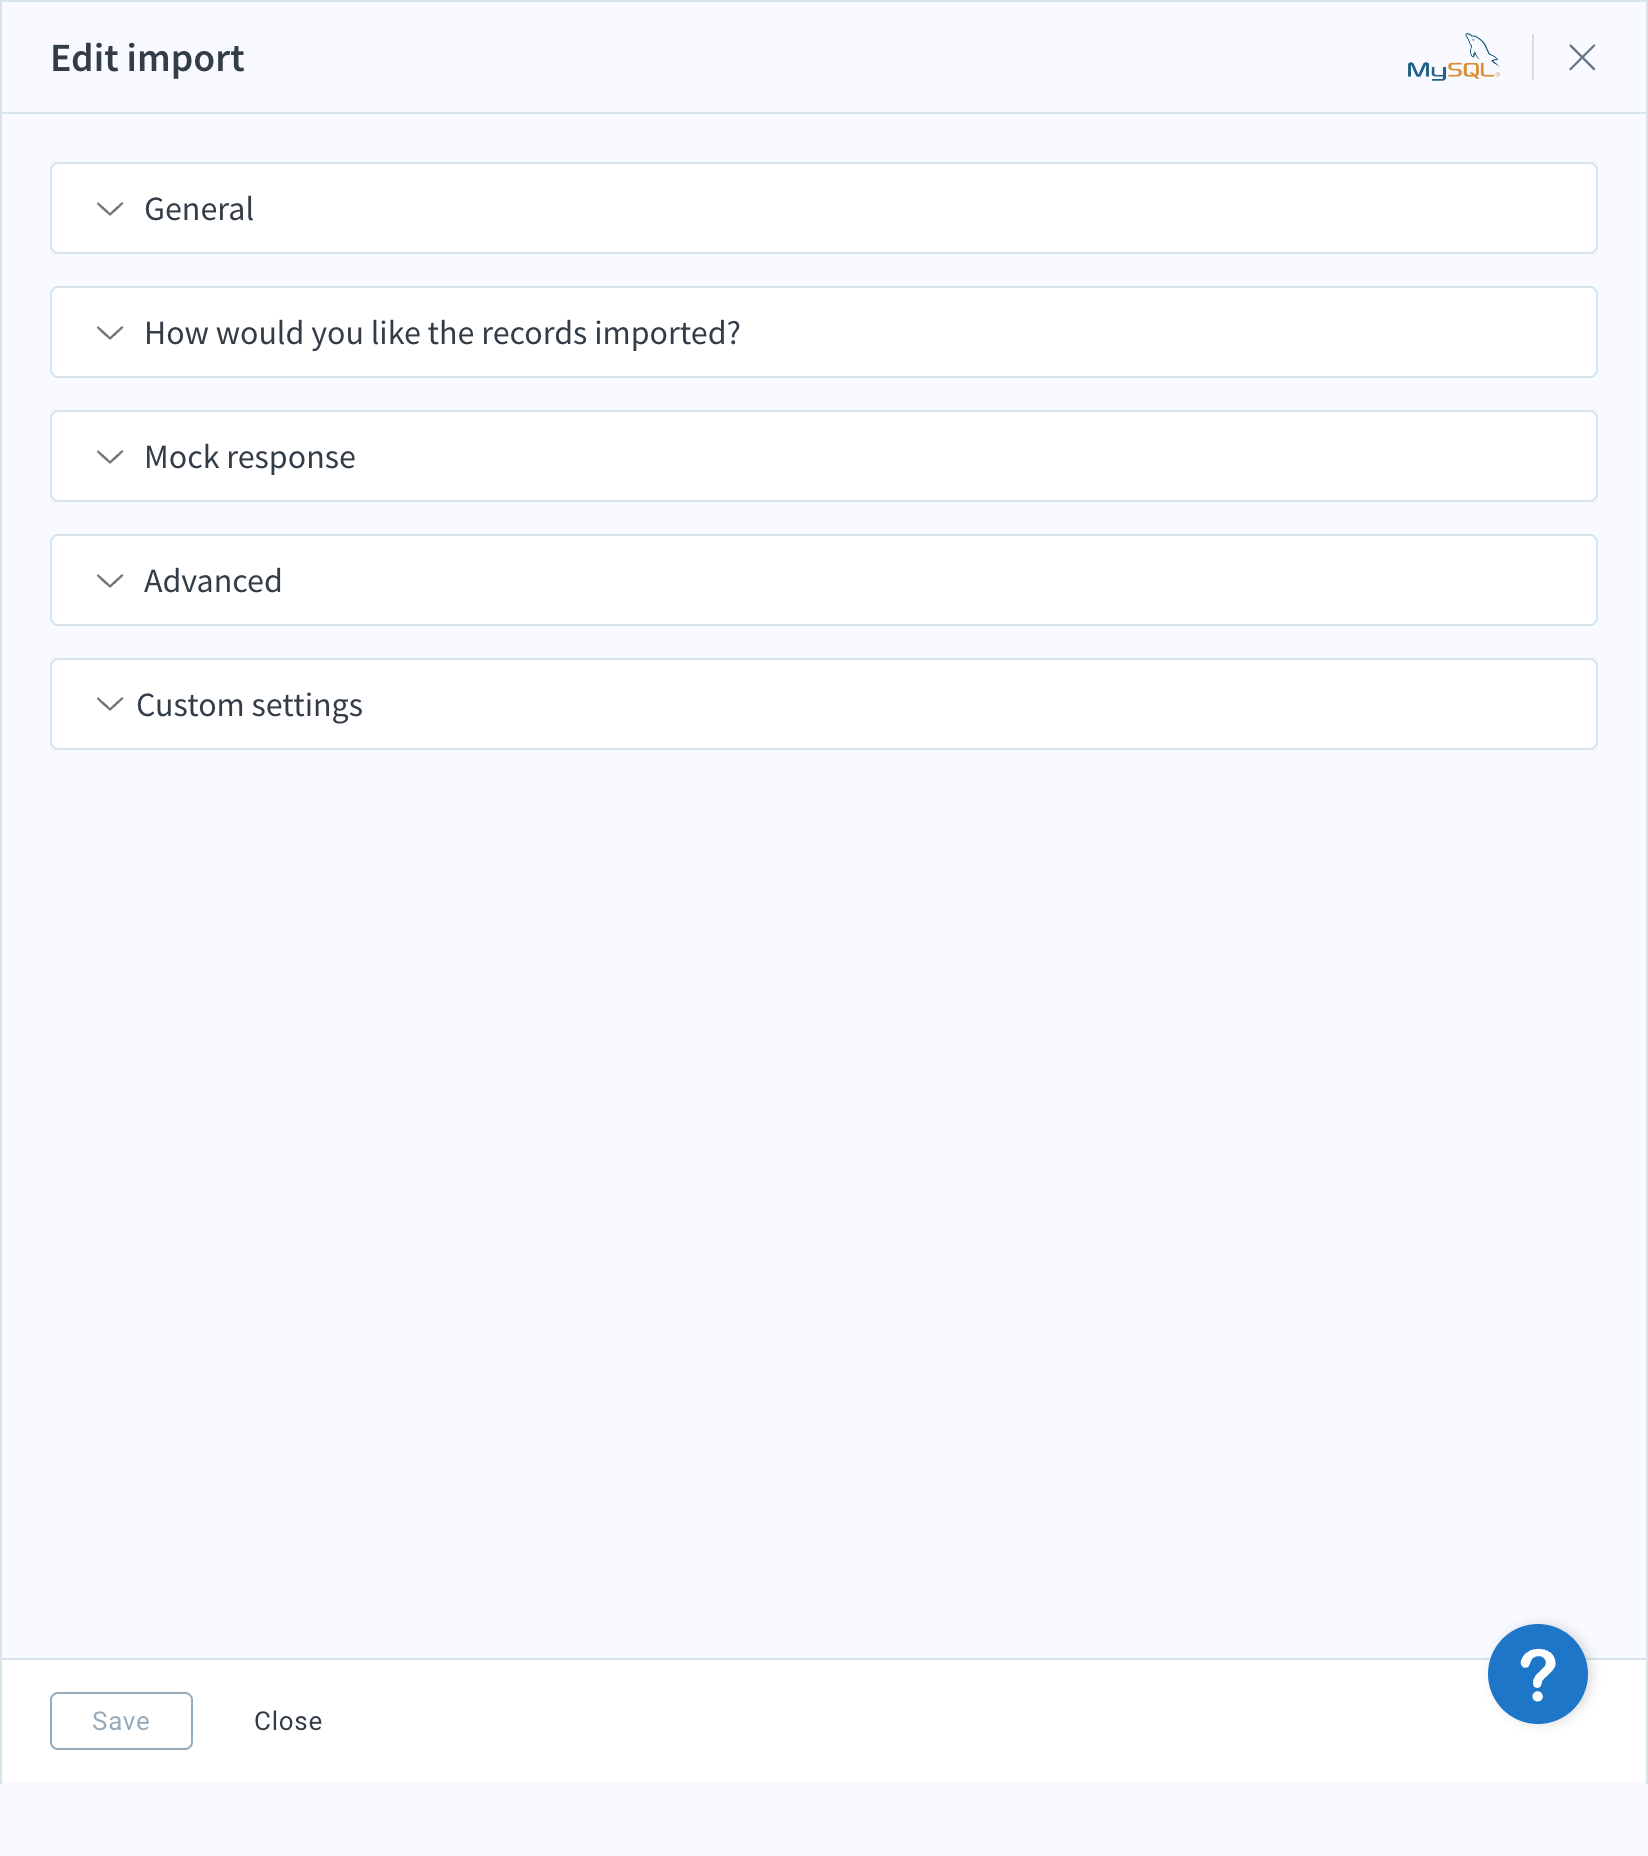 Edit import
MySQL®
General
How would you like the records imported?
Mock response
Advanced
Custom settings
?
Save
Close